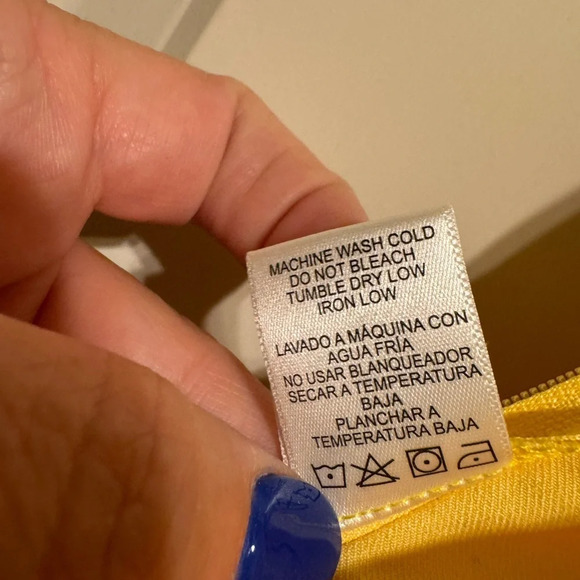 MACHINE WASH COLD
DO NOT BLEACH
TUMBLE DRY LOW
IRON LOW
LAVADO A MÁQUINA CON
AGUA FRÍA
NO USAR BLANQUEADOR
SECAR A TEMPERATURA
BAJA
PLANCHAR A
TEMPERATURA BAJA